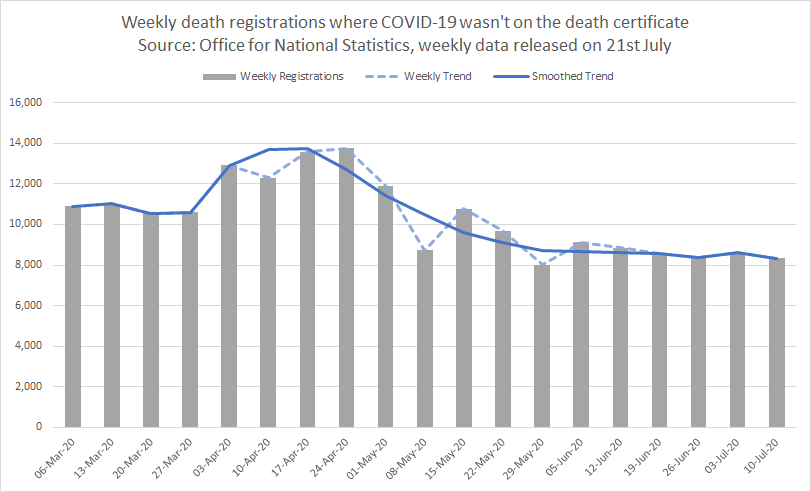 Weekly death registrations where COVID-19 wasn't on the death certificate
Source: Office for National Statistics, weekly data released on 21st July
Weekly Registrations Weekly Trend Smoothed Trend
16,000
14,000
12,000
10,000
8,000
6,000
4,000
2,000
0
06-Mar-20 13-Mar-20 20-Mar-20 27-Mar-20 03-Apr-20 10-Apr-20 17-Apr-20 24-Apr-20 01-May-20 08-May-20 15-May-20 22-May-20 29-May-20 05-Jun-20 12-Jun-20 19-Jun-20 26-Jun-20 03-Jul-20 10-Jul-20